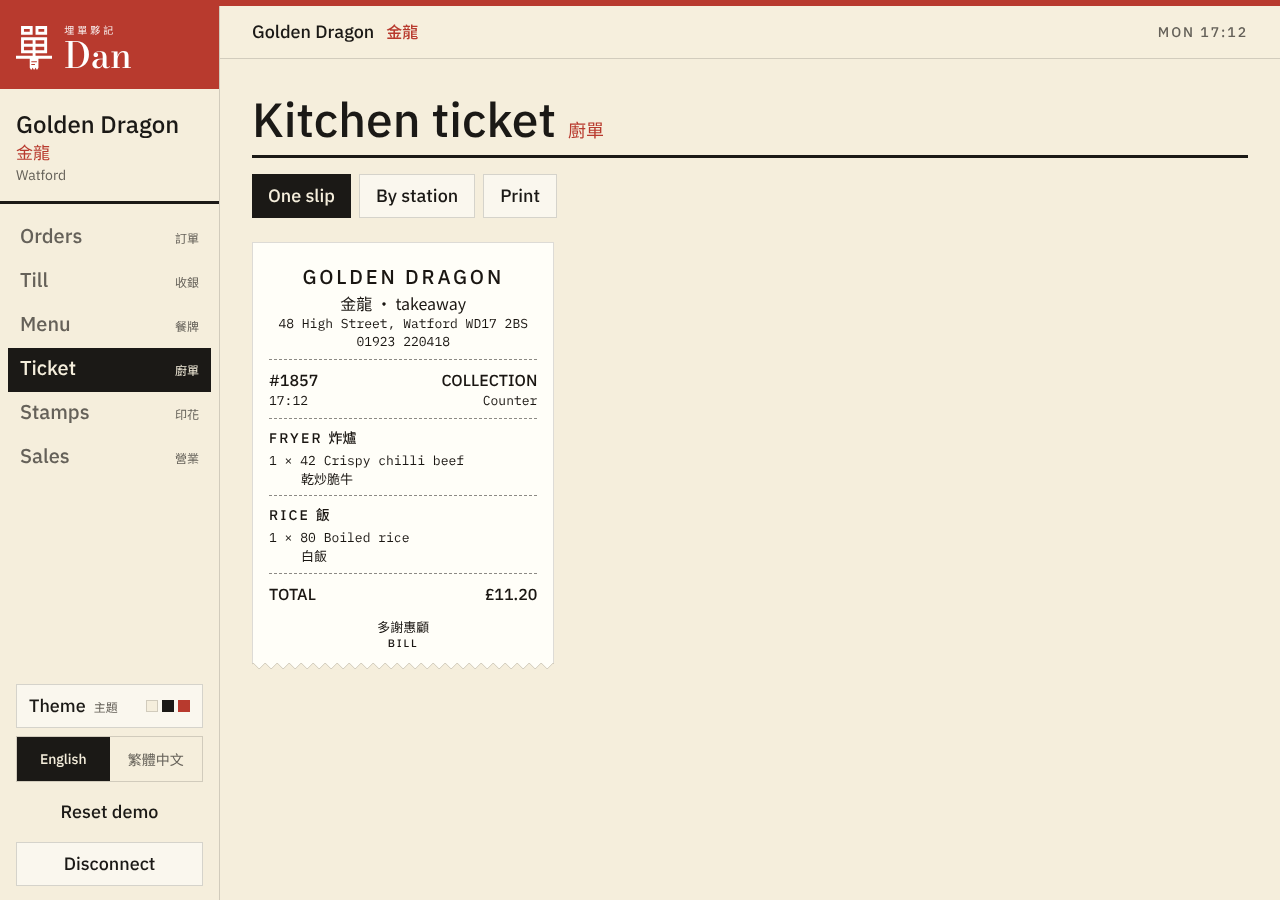 單
埋單夥記
Dan
Golden Dragon
金龍
Watford
Orders 訂單
Till 收銀
Menu 餐牌
Ticket 廚單
Stamps 印花
Sales 營業
Theme 主題
English 繁體中文
Reset demo
Disconnect
Golden Dragon 金龍
MON 17:12
Kitchen ticket 廚單
One slip By station Print
GOLDEN DRAGON
金龍 · takeaway
48 High Street, Watford WD17 2BS
01923 220418
#1857 COLLECTION
17:12 Counter
FRYER 炸爐
1 × 42 Crispy chilli beef
乾炒脆牛
RICE 飯
1 × 80 Boiled rice
白飯
TOTAL £11.20
多謝惠顧
BILL